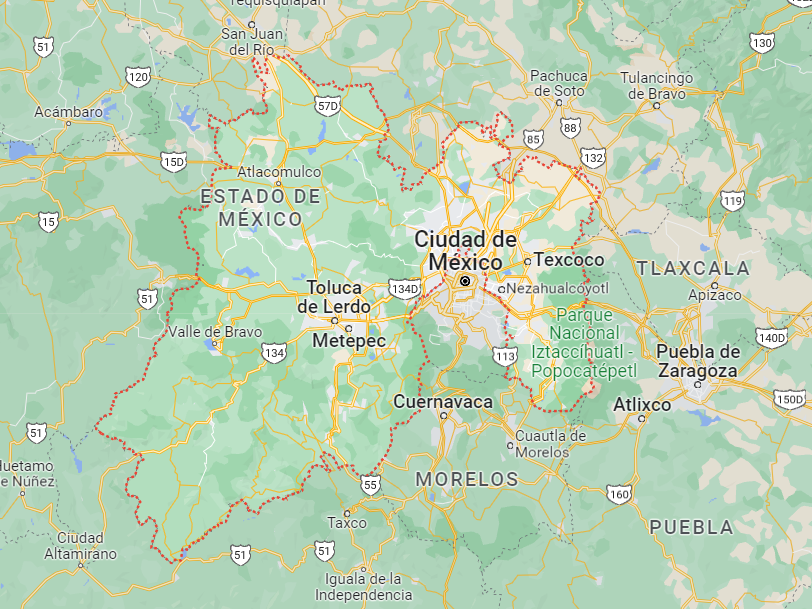 Tequisquiapan
San Juan
del Río
51
130
120
Pachuca
de Soto
Tulancingo
de Bravo
57D
Acámbaro
88
85
15D
132
Atlacomulco
ESTADO DE
MÉXICO
119
15
Ciudad de
México
Texcoco
TLAXCALA
Toluca
de Lerdo
134D
Nezahualcóyotl
Apizaco
51
Parque
Nacional
Iztaccíhuatl -
Popocatépetl
Valle de Bravo
Metepec
140D
134
113
Puebla de
Zaragoza
Cuernavaca
Atlixco
150D
51
Cuautla de
Morelos
Huetamo
de Núñez
55
MORELOS
160
Taxco
PUEBLA
Ciudad
Altamirano
51
51
Iguala de la
Independencia